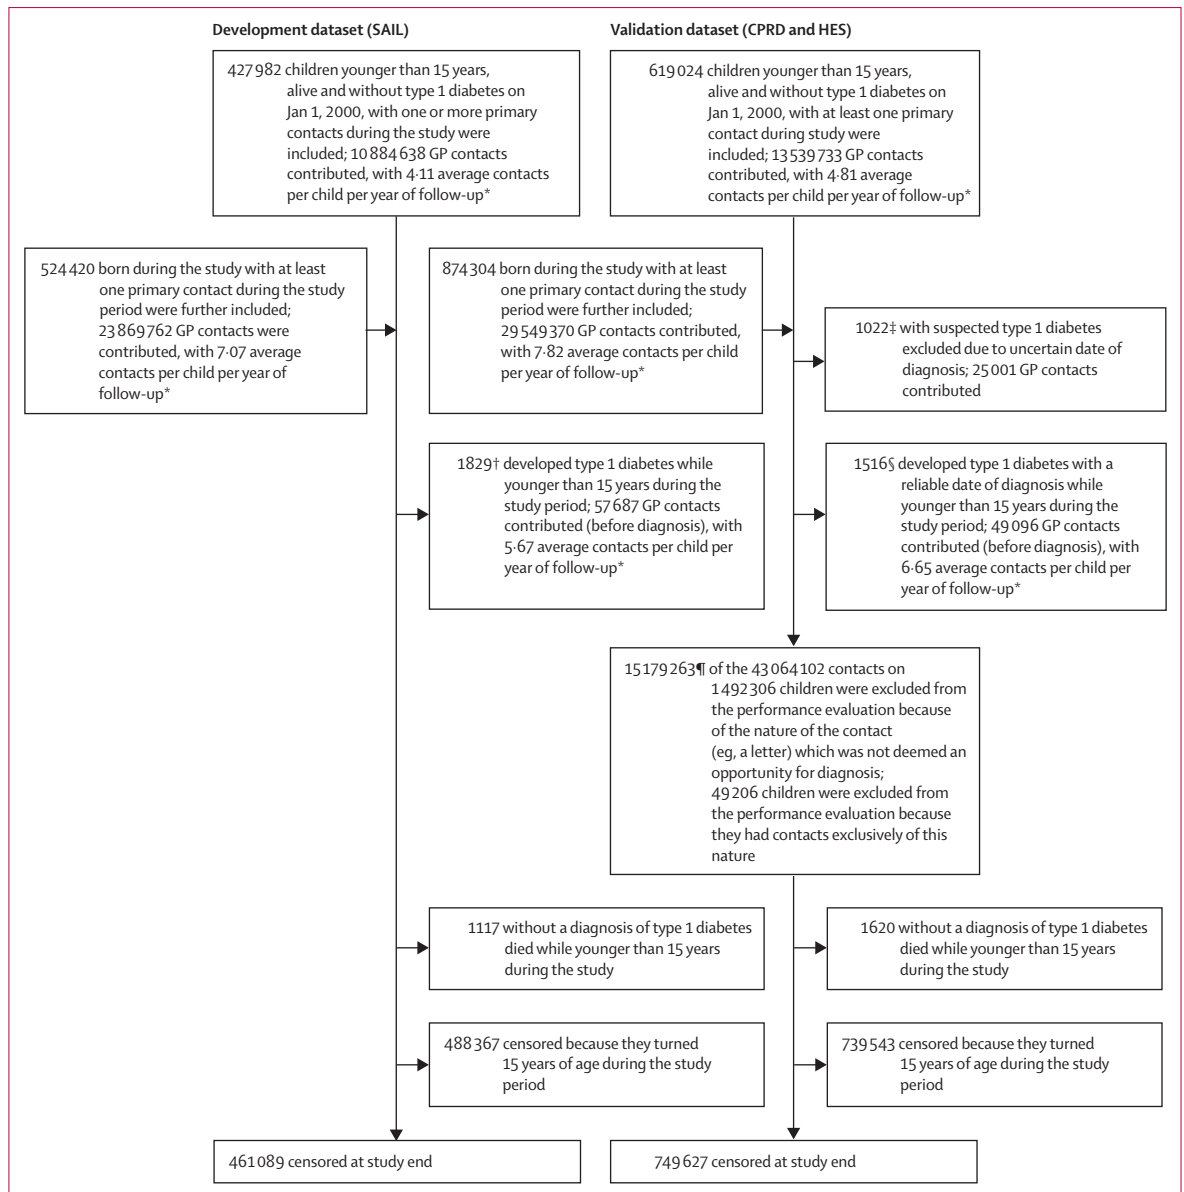 Development dataset (SAIL)
Validation dataset (CPRD and HES)
427 982 children younger than 15 years,
alive and without type 1 diabetes on
Jan 1, 2000, with one or more primary
contacts during the study were
included; 10 884 638 GP contacts
contributed, with 4·11 average contacts
per child per year of follow-up*
619 024 children younger than 15 years,
alive and without type 1 diabetes on
Jan 1, 2000, with at least one primary
contact during study were
included; 13 539 733 GP contacts
contributed, with 4·81 average
contacts per child per year of follow-up*
524 420 born during the study with at least
one primary contact during the study
period were further included;
23 869 762 GP contacts were
contributed, with 7·07 average
contacts per child per year of
follow-up*
874 304 born during the study with at least
one primary contact during the study
period were further included;
29 549 370 GP contacts contributed,
with 7·82 average contacts per child
per year of follow-up*
1022‡ with suspected type 1 diabetes
excluded due to uncertain date of
diagnosis; 25 001 GP contacts
contributed
1829† developed type 1 diabetes while
younger than 15 years during the
study period; 57 687 GP contacts
contributed (before diagnosis), with
5·67 average contacts per child per
year of follow-up*
1516§ developed type 1 diabetes with a
reliable date of diagnosis while
younger than 15 years during the
study period; 49 096 GP contacts
contributed (before diagnosis), with
6·65 average contacts per child per
year of follow-up*
15 179 263¶ of the 43 064 102 contacts on
1 492 306 children were excluded from
the performance evaluation because
of the nature of the contact
(eg, a letter) which was not deemed an
opportunity for diagnosis;
49 206 children were excluded from
the performance evaluation because
they had contacts exclusively of this
nature
1117 without a diagnosis of type 1 diabetes
died while younger than 15 years
during the study
1620 without a diagnosis of type 1 diabetes
died while younger than 15 years
during the study
488 367 censored because they turned
15 years of age during the study
period
739 543 censored because they turned
15 years of age during the study
period
461 089 censored at study end
749 627 censored at study end